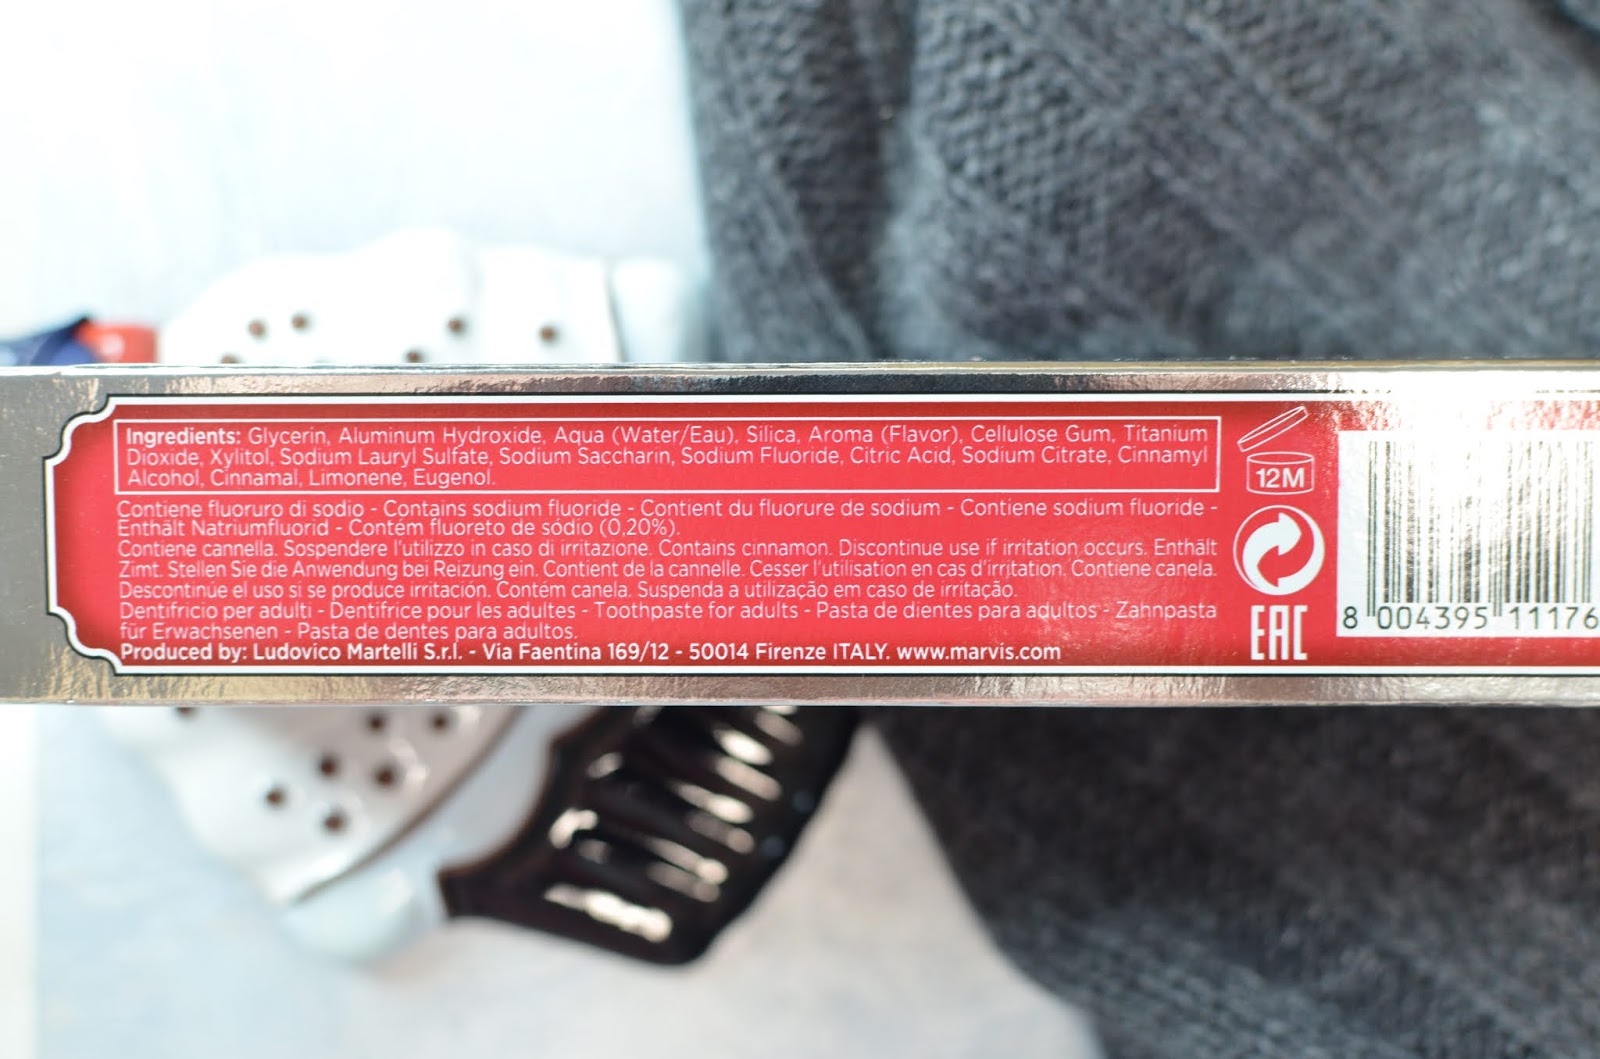 Ingredients: Glycerin, Aluminum Hydroxide, Aqua (Water/Eau), Silica, Aroma (Flavor), Cellulose Gum, Titanium
Dioxide, Xylitol, Sodium Lauryl Sulfate, Sodium Saccharin, Sodium Fluoride, Citric Acid, Sodium Citrate, Cinnamyl
Alcohol, Cinnamal, Limonene, Eugenol.
Contiene fluoruro di sodio - Contains sodium fluoride - Contient du fluorure de sodium - Contiene sodium fluoride -
Enthält Natriumfluorid - Contém fluoreto de sódio (0,20%).
Contiene cannella. Sospendere l'utilizzo in caso di irritazione. Contains cinnamon. Discontinue use if irritation occurs. Enthält
Zimt. Stellen Sie die Anwendung bei Reizung ein. Contient de la cannelle. Cesser l'utilisation en cas d'irritation. Contiene canela.
Descontinúe el uso si se produce irritación. Contém canela. Suspenda a utilização em caso de irritação.
Dentifricio per adulti - Dentifrice pour les adultes - Toothpaste for adults - Pasta de dientes para adultos - Zahnpasta
für Erwachsenen - Pasta de dentes para adultos.
Produced by: Ludovico Martelli S.r.l. - Via Faentina 169/12 - 50014 Firenze ITALY. www.marvis.com
12M
EAC
8 004395 11176